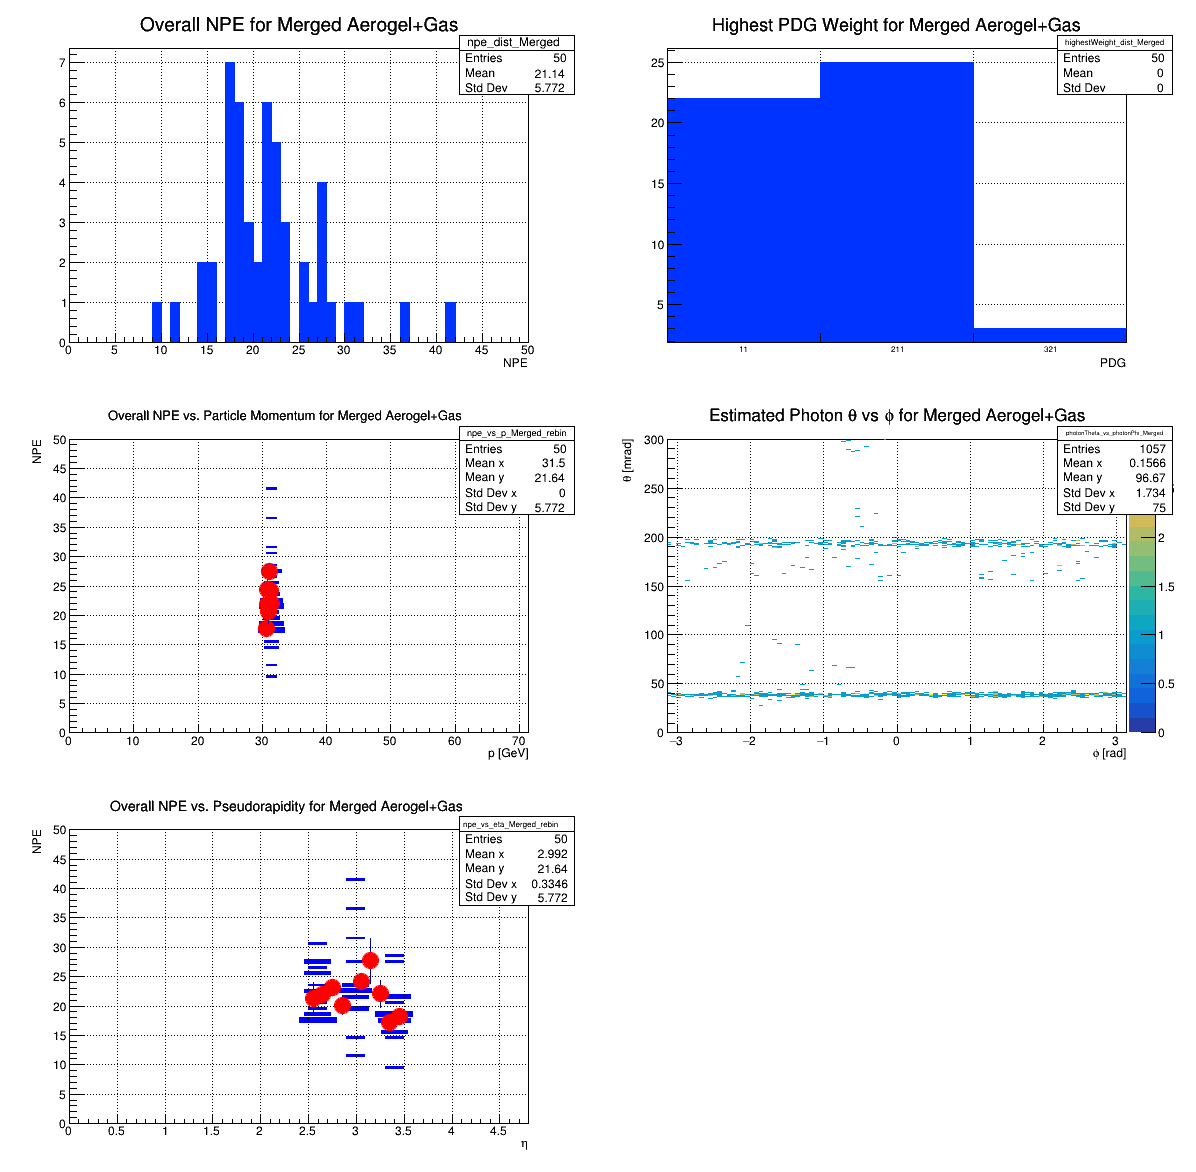 Overall NPE for Merged Aerogel+Gas
npe_dist_Merged
Entries 50
Mean 21.14
Std Dev 5.772
7
6
5
4
3
2
1
0
0 5 10 15 20 25 30 35 40 45 50
NPE
Highest PDG Weight for Merged Aerogel+Gas
highestWeight_dist_Merged
Entries 50
Mean 0
Std Dev 0
25
20
15
10
5
11 211 321
PDG
Overall NPE vs. Particle Momentum for Merged Aerogel+Gas
npe_vs_p_Merged_rebin
Entries 50
Mean x 31.5
Mean y 21.64
Std Dev x 0
Std Dev y 5.772
NPE
50
45
40
35
30
25
20
15
10
5
0
0 10 20 30 40 50 60 70
p [GeV]
Estimated Photon θ vs ϕ for Merged Aerogel+Gas
photonTheta_vs_photonPhi_Merged
Entries 1057
Mean x 0.1566
Mean y 96.67
Std Dev x 1.734
Std Dev y 75
θ [mrad]
300
250
200
150
100
50
0
−3 −2 −1 0 1 2 3
ϕ [rad]
2
1.5
1
0.5
0
Overall NPE vs. Pseudorapidity for Merged Aerogel+Gas
npe_vs_eta_Merged_rebin
Entries 50
Mean x 2.992
Mean y 21.64
Std Dev x 0.3346
Std Dev y 5.772
NPE
50
45
40
35
30
25
20
15
10
5
0
0 0.5 1 1.5 2 2.5 3 3.5 4 4.5
η